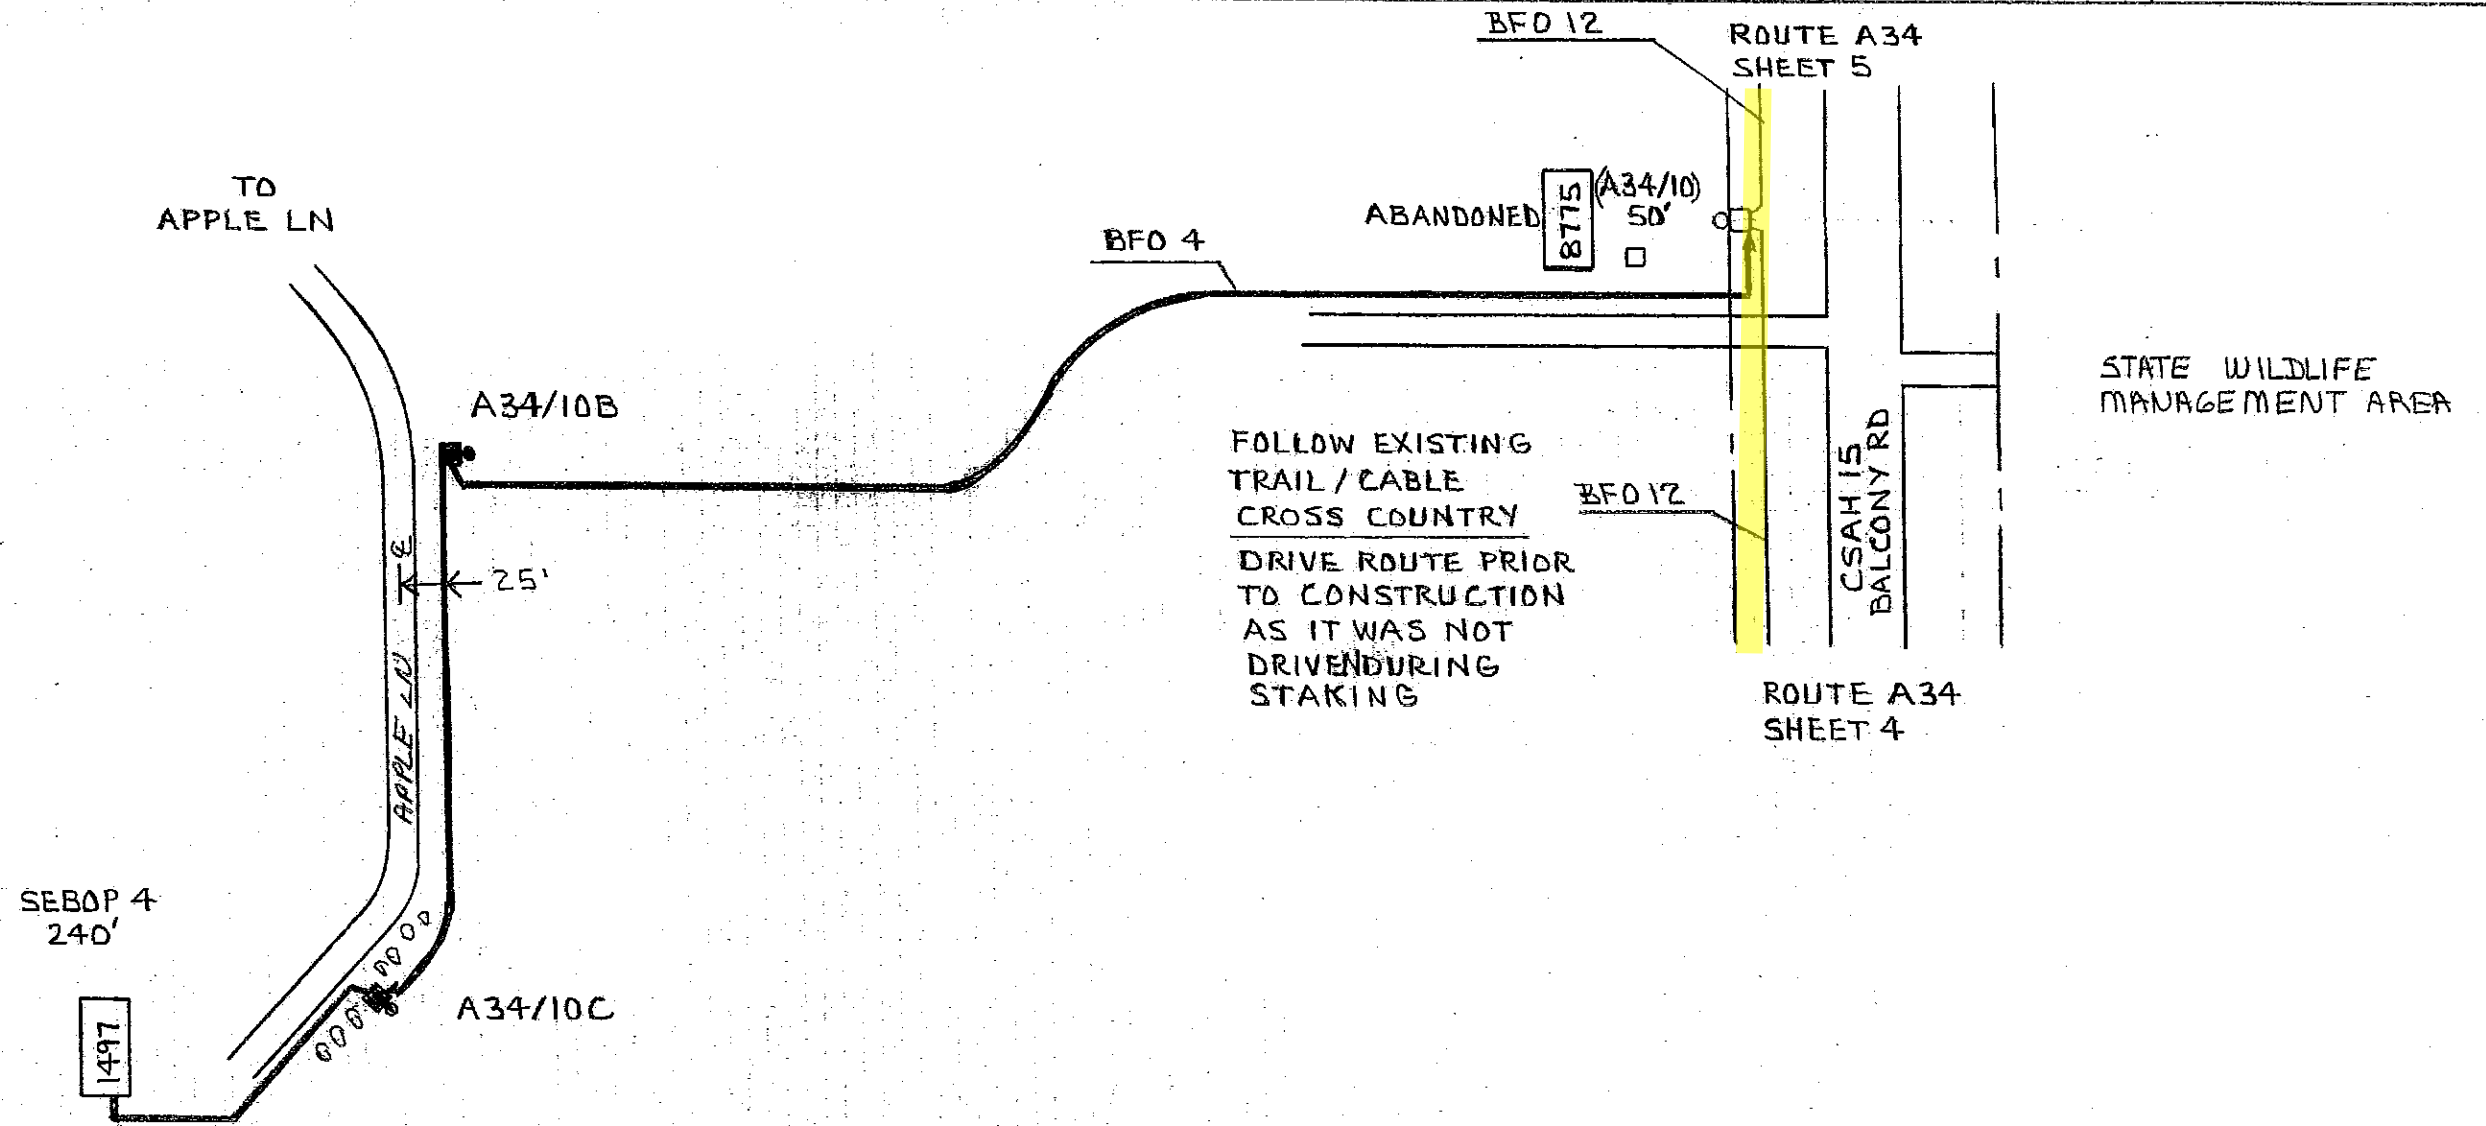 BFO 12
ROUTE A34
SHEET 5
TO
APPLE LN
(A34/10)
50'
ABANDONED
8775
BFO 4
A34/10B
STATE WILDLIFE
MANAGEMENT AREA
FOLLOW EXISTING
TRAIL / CABLE
CROSS COUNTRY
DRIVE ROUTE PRIOR
TO CONSTRUCTION
AS IT WAS NOT
DRIVENDURING
STAKING
BFO 12
CSAH 15
BALCONY RD
25'
APPLE LN
ROUTE A34
SHEET 4
SEBOP 4
240'
A34/10C
1497